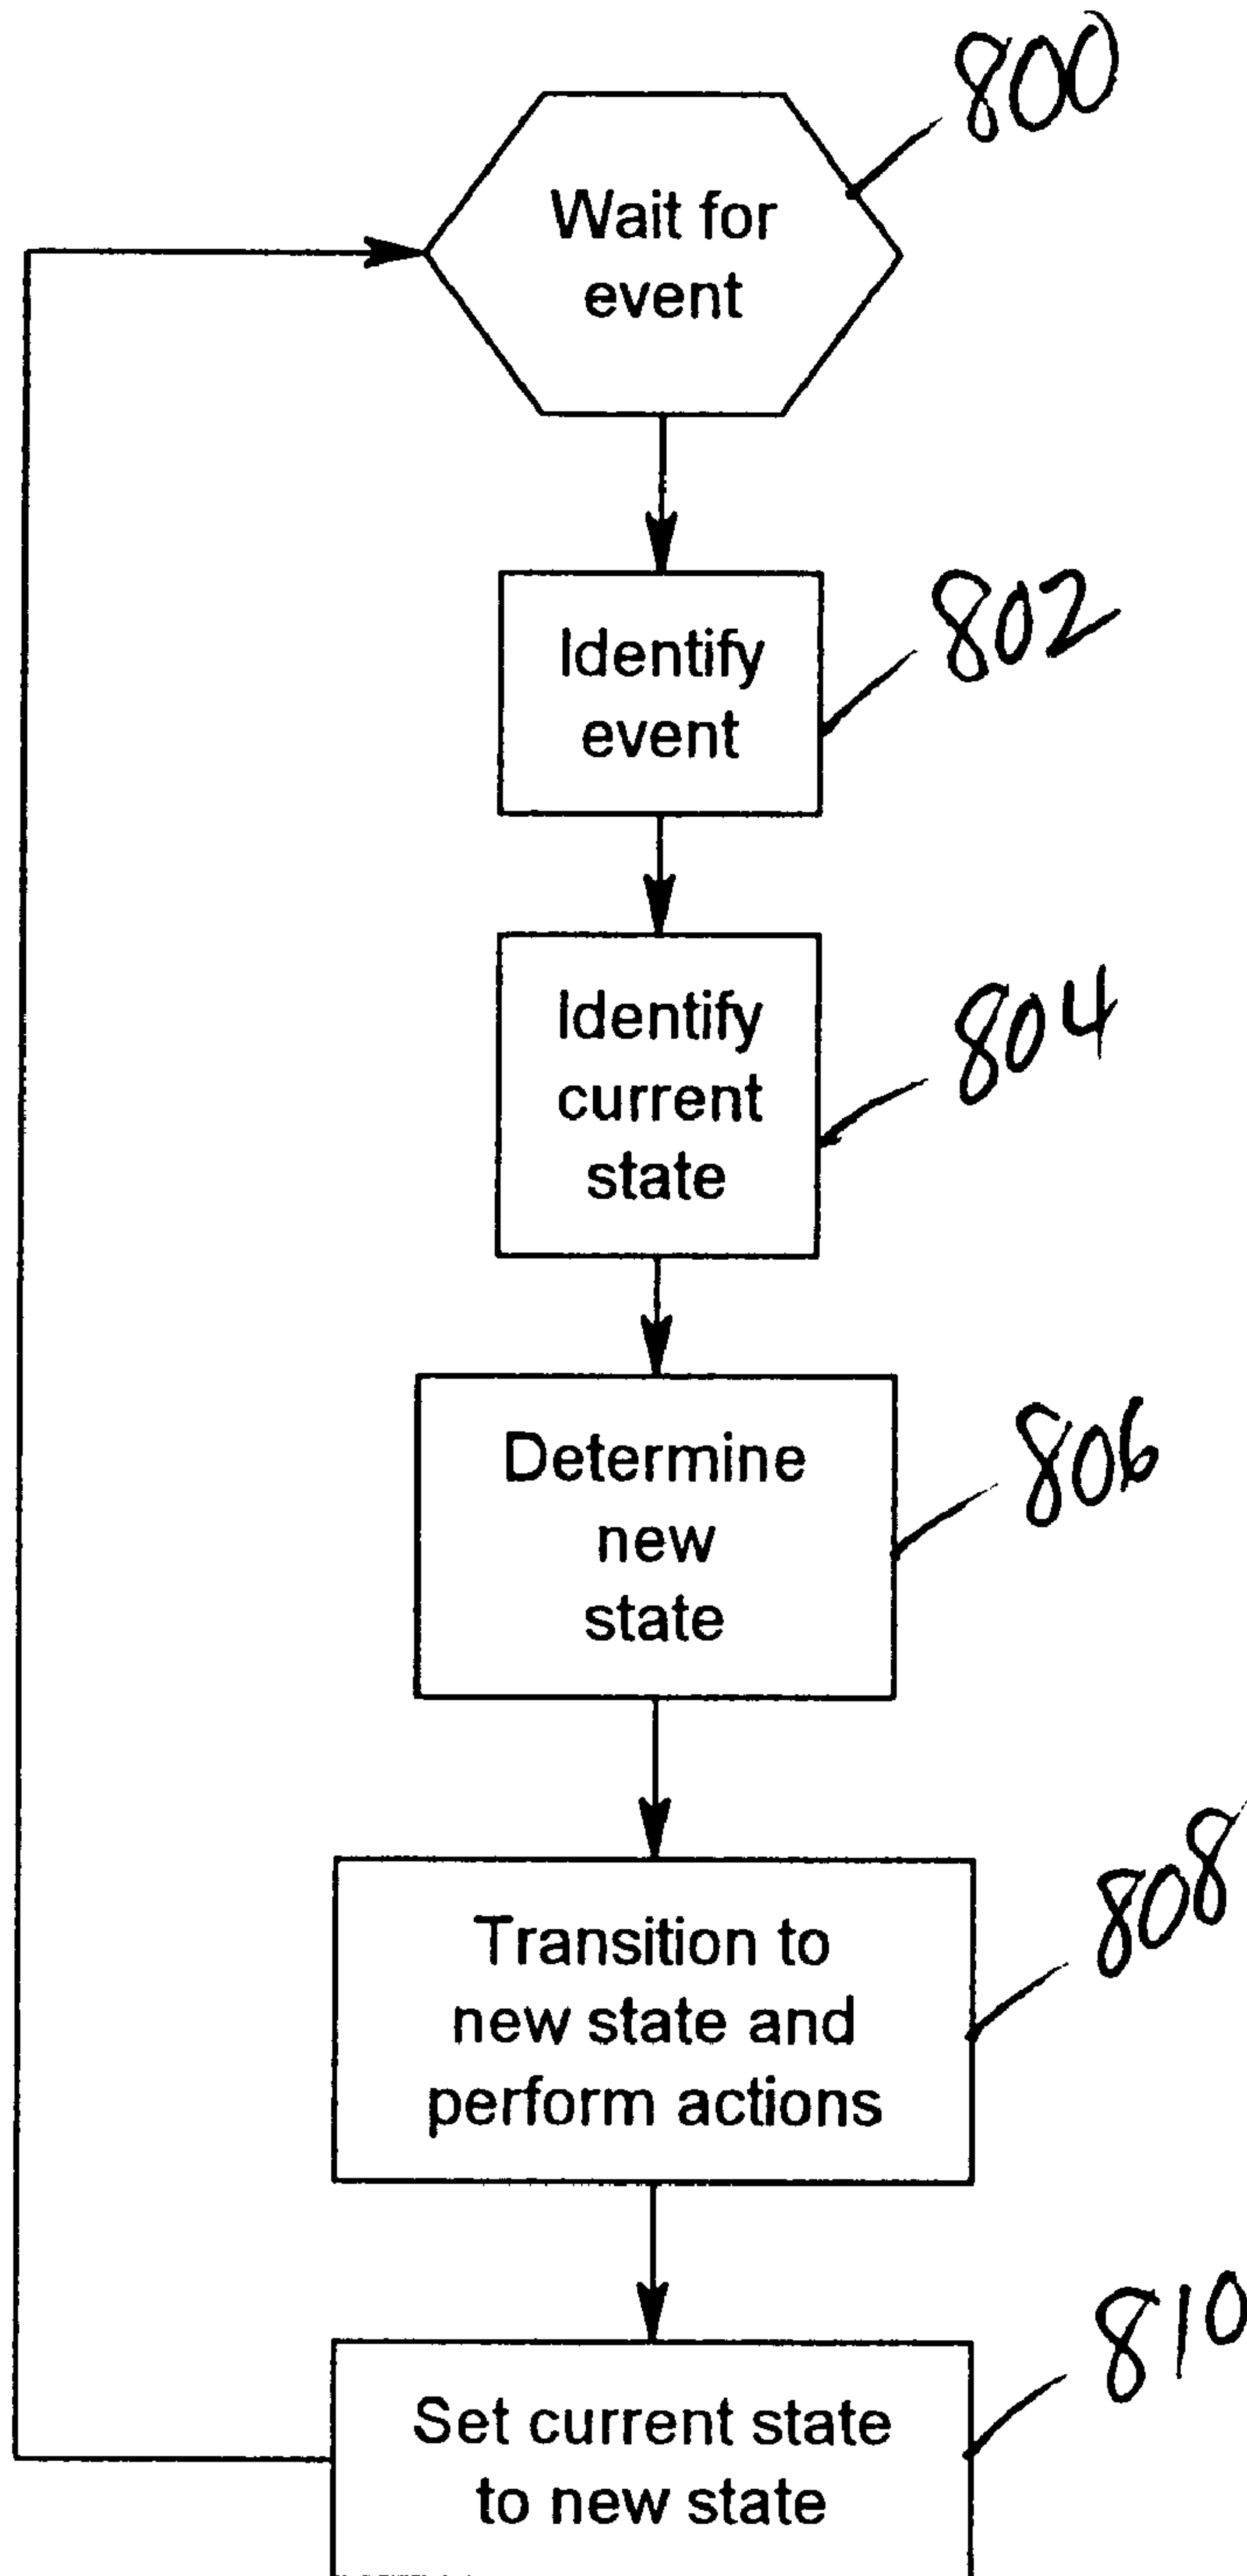 800
Wait for
event
802
Identify
event
804
Identify
current
state
806
Determine
new
state
808
Transition to
new state and
perform actions
810
Set current state
to new state